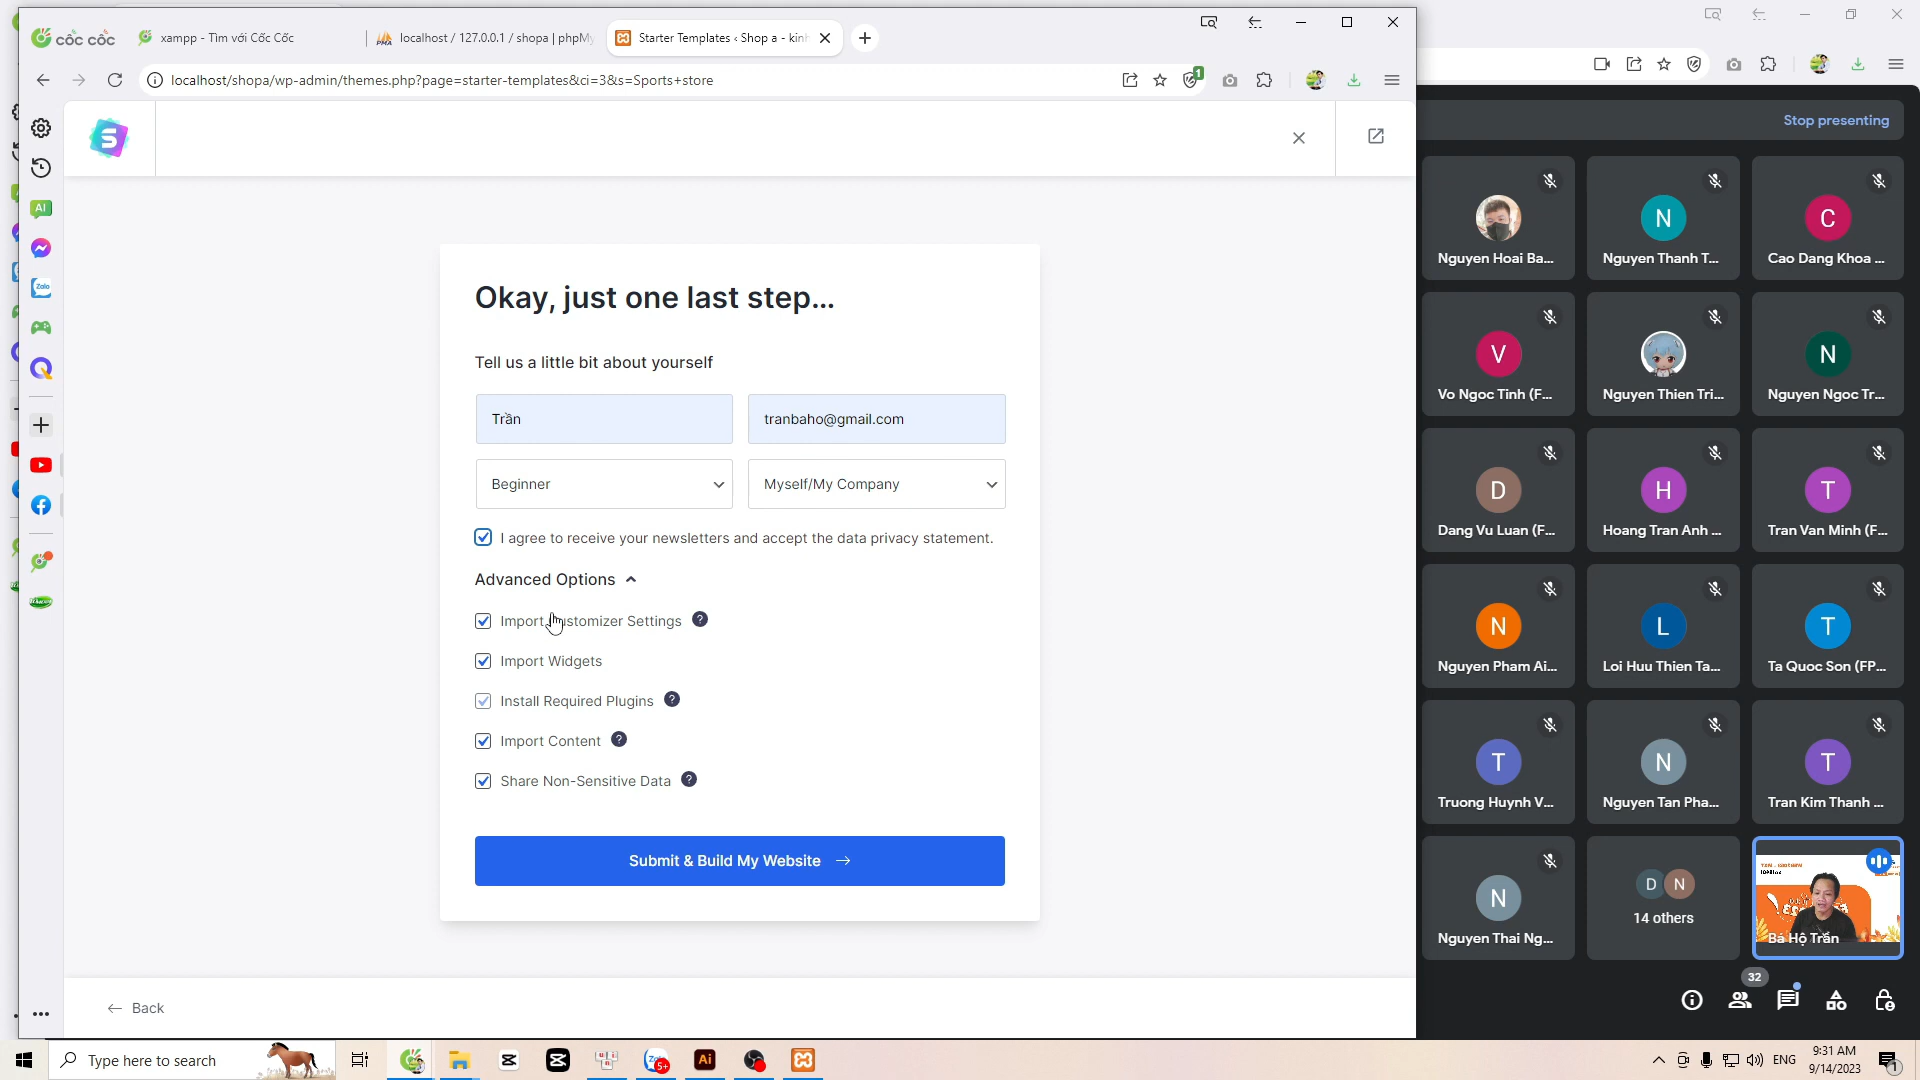 cốc cốc
xampp - Tìm với Cốc Cốc
localhost / 127.0.0.1 / shopa | phpMy
Starter Templates ‹ Shop a - kinh
localhost/shopa/wp-admin/themes.php?page=starter-templates&ci=3&s=Sports+store
1
AI
Zalo
Okay, just one last step...
Tell us a little bit about yourself
Trần
tranbaho@gmail.com
Beginner
Myself/My Company
I agree to receive your newsletters and accept the data privacy statement.
Advanced Options
Import Customizer Settings
Import Widgets
Install Required Plugins
Import Content
Share Non-Sensitive Data
Submit & Build My Website
Back
Stop presenting
Nguyen Hoai Ba...
N
Nguyen Thanh T...
C
Cao Dang Khoa ...
V
Vo Ngoc Tinh (F...
Nguyen Thien Tri...
N
Nguyen Ngoc Tr...
D
Dang Vu Luan (F...
H
Hoang Tran Anh ...
T
Tran Van Minh (F...
N
Nguyen Pham Ai...
L
Loi Huu Thien Ta...
T
Ta Quoc Son (FP...
T
Truong Huynh V...
N
Nguyen Tan Pha...
T
Tran Kim Thanh ...
N
Nguyen Thai Ng...
D N
14 others
Bá Hộ Trần
32
Type here to search
5+
Ai
ENG
9:31 AM
9/14/2023
1